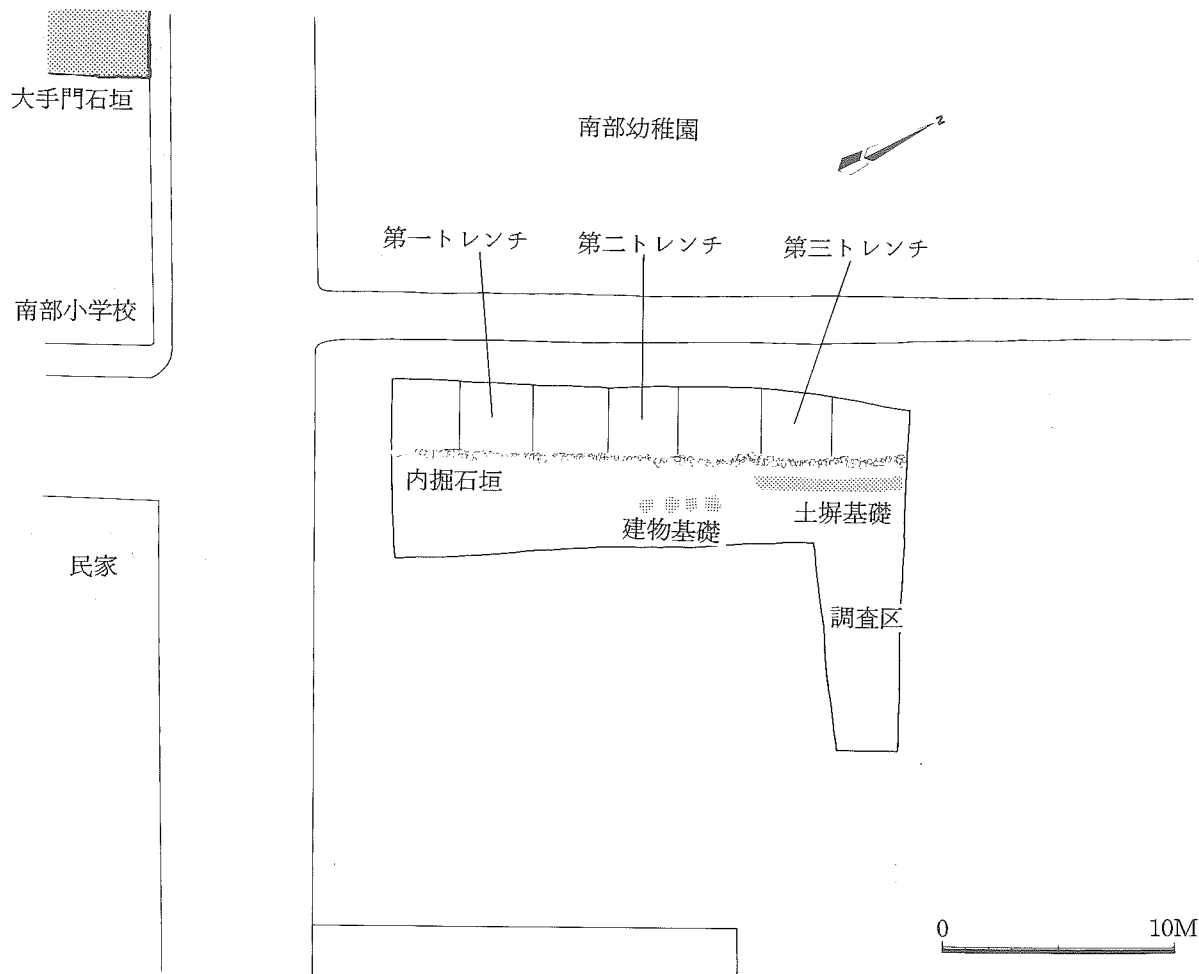 大手門石垣
南部幼稚園
N
第一トレンチ
第二トレンチ
第三トレンチ
南部小学校
内掘石垣
土塀基礎
建物基礎
民家
調査区
0 10M